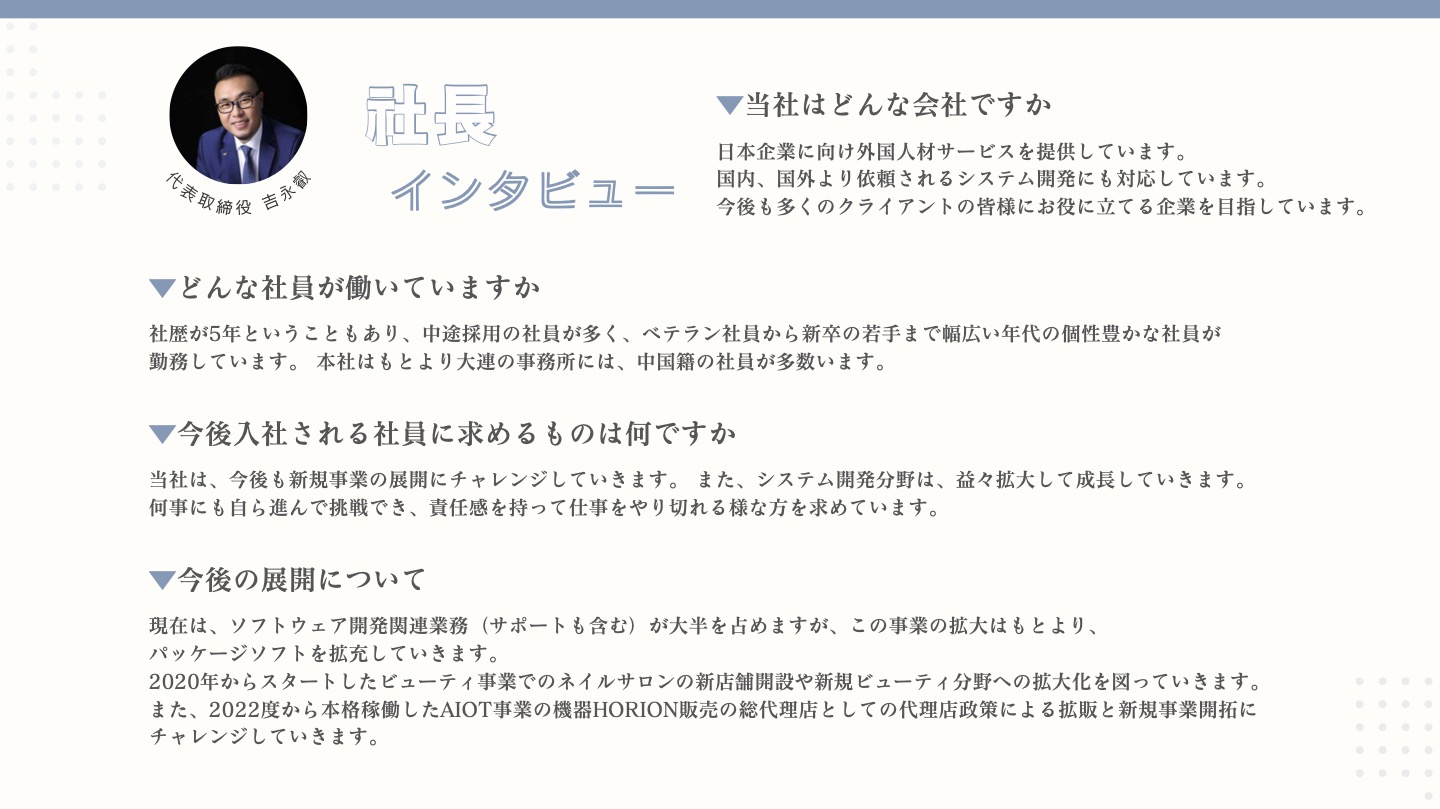 代表取締役 吉永叡
社長
インタビュー
▼当社はどんな会社ですか
日本企業に向け外国人材サービスを提供しています。
国内、国外より依頼されるシステム開発にも対応しています。
今後も多くのクライアントの皆様にお役に立てる企業を目指しています。
▼どんな社員が働いていますか
社歴が5年ということもあり、中途採用の社員が多く、ベテラン社員から新卒の若手まで幅広い年代の個性豊かな社員が
勤務しています。 本社はもとより大連の事務所には、中国籍の社員が多数います。
▼今後入社される社員に求めるものは何ですか
当社は、今後も新規事業の展開にチャレンジしていきます。 また、システム開発分野は、益々拡大して成長していきます。
何事にも自ら進んで挑戦でき、責任感を持って仕事をやり切れる様な方を求めています。
▼今後の展開について
現在は、ソフトウェア開発関連業務（サポートも含む）が大半を占めますが、この事業の拡大はもとより、
パッケージソフトを拡充していきます。
2020年からスタートしたビューティ事業でのネイルサロンの新店舗開設や新規ビューティ分野への拡大化を図っていきます。
また、2022度から本格稼働したAIOT事業の機器HORION販売の総代理店としての代理店政策による拡販と新規事業開拓に
チャレンジしていきます。